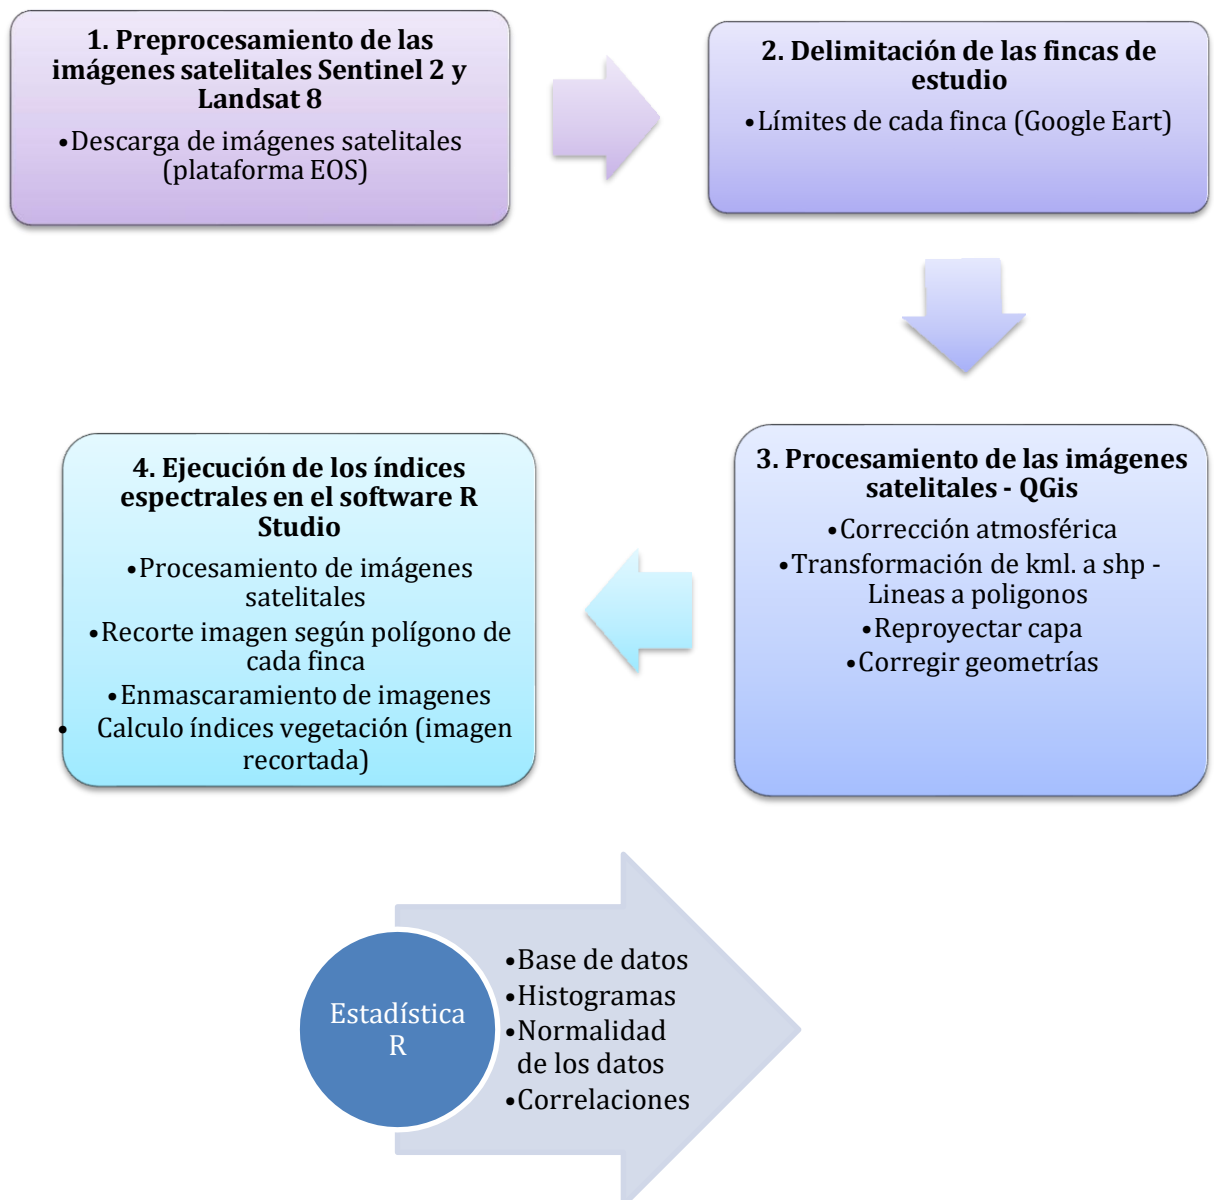 1. Preprocesamiento de las
imágenes satelitales Sentinel 2 y
Landsat 8
•Descarga de imágenes satelitales
(plataforma EOS)
2. Delimitación de las fincas de
estudio
•Límites de cada finca (Google Eart)
3. Procesamiento de las imágenes
satelitales - QGis
•Corrección atmosférica
•Transformación de kml. a shp -
Lineas a poligonos
•Reproyectar capa
•Corregir geometrías
4. Ejecución de los índices
espectrales en el software R
Studio
•Procesamiento de imágenes
satelitales
•Recorte imagen según polígono de
cada finca
•Enmascaramiento de imagenes
• Calculo índices vegetación (imagen
recortada)
Estadística
R
•Base de datos
•Histogramas
•Normalidad
de los datos
•Correlaciones